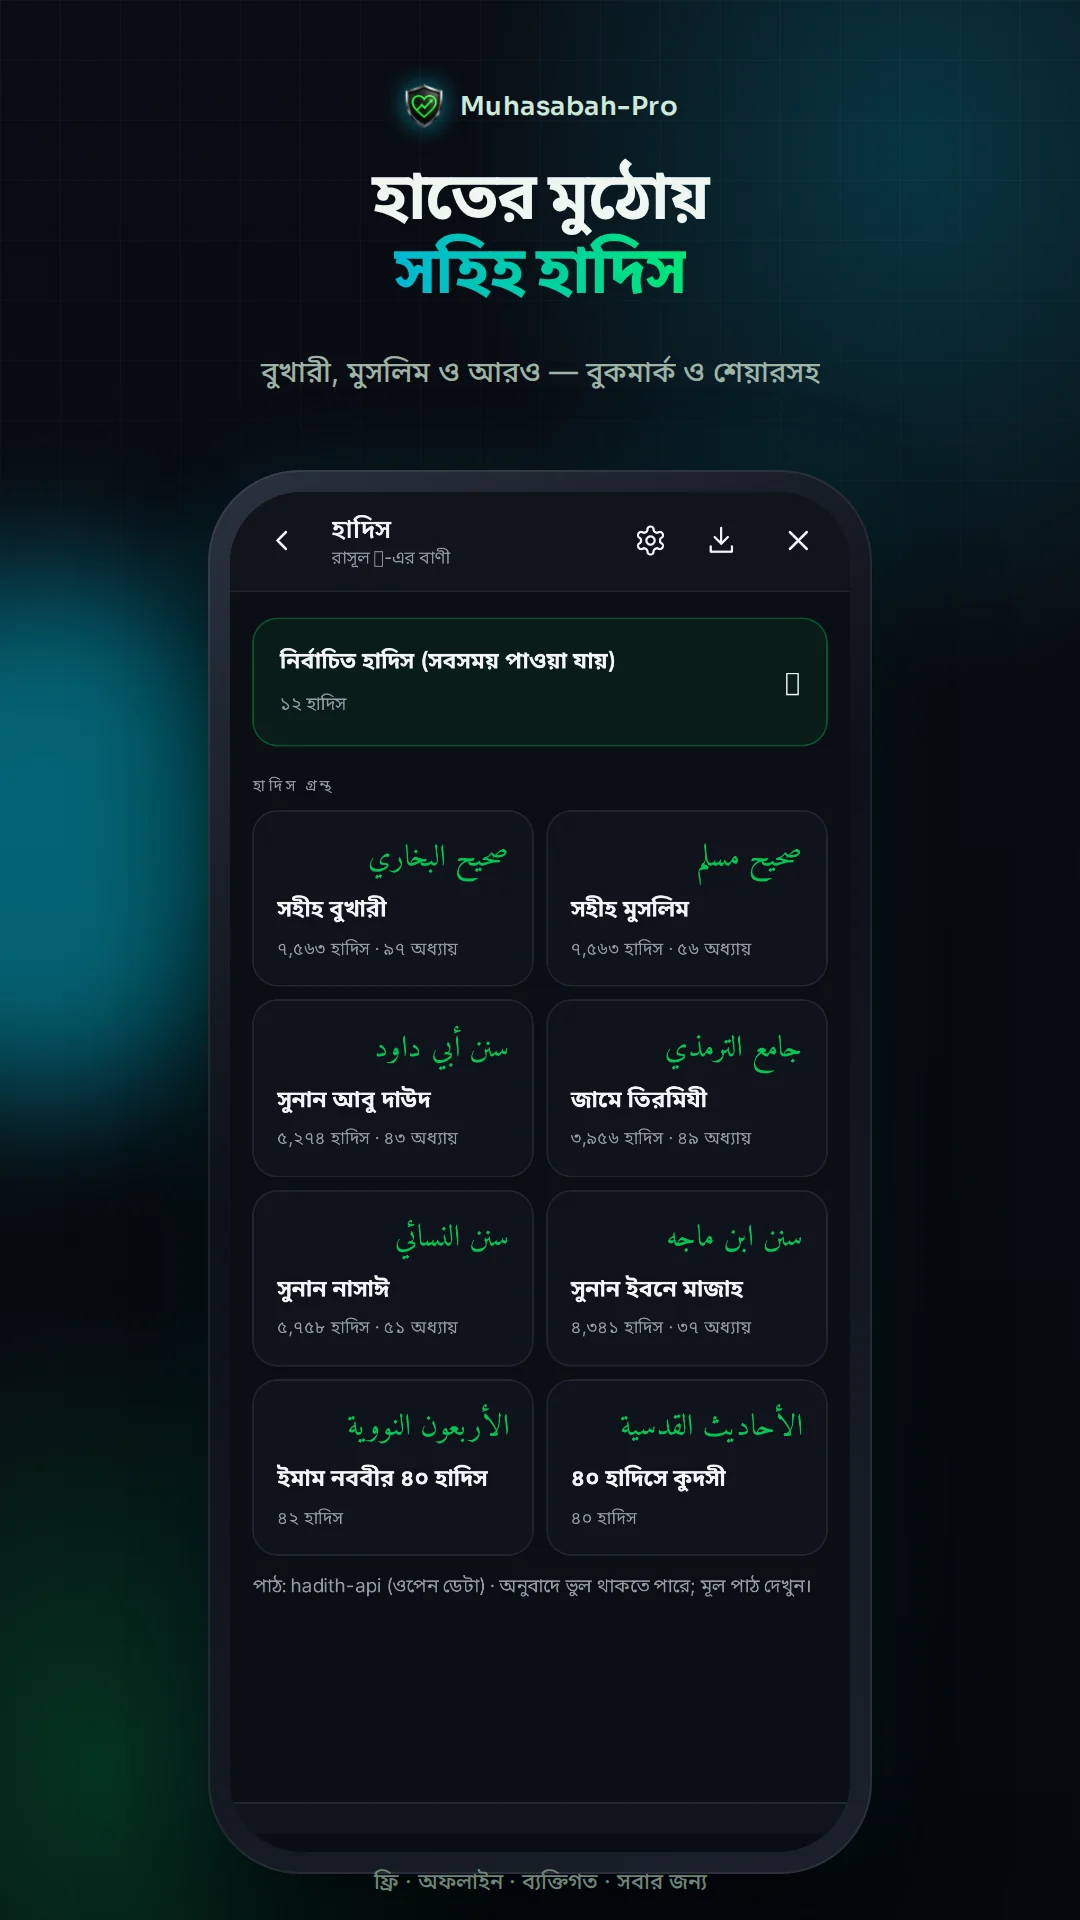 Muhasabah-Pro
হাতের মুঠোয়
সহিহ হাদিস
বুখারী, মুসলিম ও আরও — বুকমার্ক ও শেয়ারসহ
হাদিস
রাসূল ▯-এর বাণী
নির্বাচিত হাদিস (সবসময় পাওয়া যায়)
১২ হাদিস
হাদিস গ্রন্থ
صحيح البخاري
সহীহ বুখারী
৭,৫৬৩ হাদিস · ৯৭ অধ্যায়
صحيح مسلم
সহীহ মুসলিম
৭,৫৬৩ হাদিস · ৫৬ অধ্যায়
سنن أبي داود
সুনান আবু দাউদ
৫,২৭৪ হাদিস · ৪৩ অধ্যায়
جامع الترمذي
জামে তিরমিযী
৩,৯৫৬ হাদিস · ৪৯ অধ্যায়
سنن النسائي
সুনান নাসাঈ
৫,৭৫৮ হাদিস · ৫১ অধ্যায়
سنن ابن ماجه
সুনান ইবনে মাজাহ
৪,৩৪১ হাদিস · ৩৭ অধ্যায়
الأربعون النووية
ইমাম নববীর ৪০ হাদিস
৪২ হাদিস
الأحاديث القدسية
৪০ হাদিসে কুদসী
৪০ হাদিস
পাঠ: hadith-api (ওপেন ডেটা) · অনুবাদে ভুল থাকতে পারে; মূল পাঠ দেখুন।
ফ্রি · অফলাইন · ব্যক্তিগত · সবার জন্য